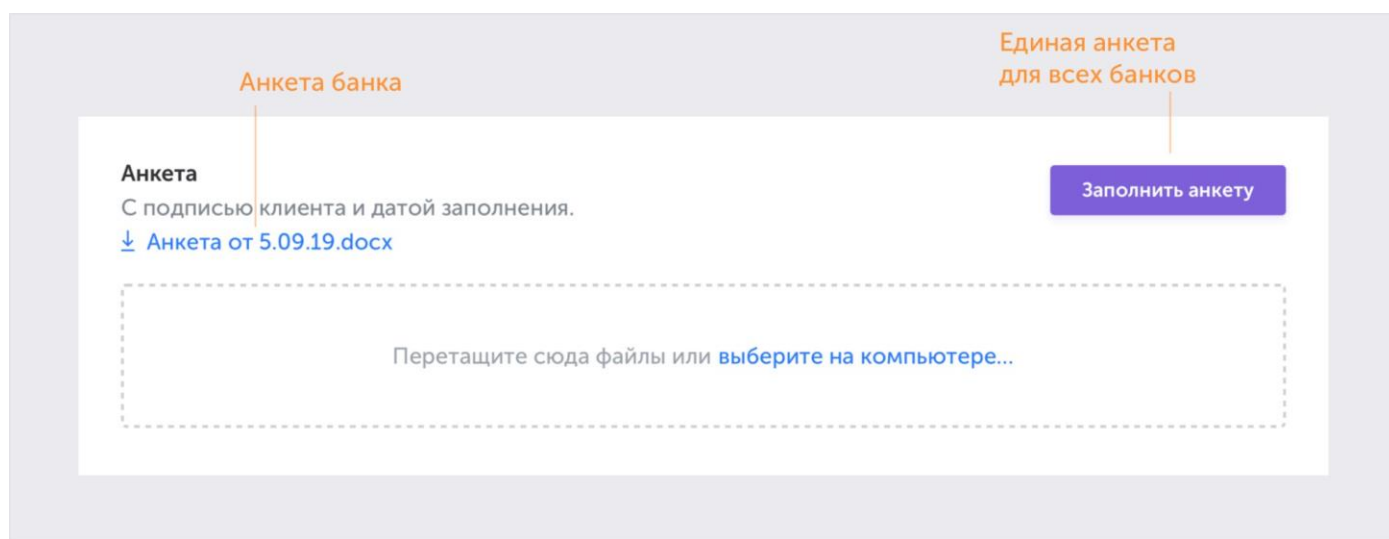 Единая анкета
для всех банков
Анкета банка
Анкета
С подписью клиента и датой заполнения.
Анкета от 5.09.19.docx
Заполнить анкету
Перетащите сюда файлы или выберите на компьютере...